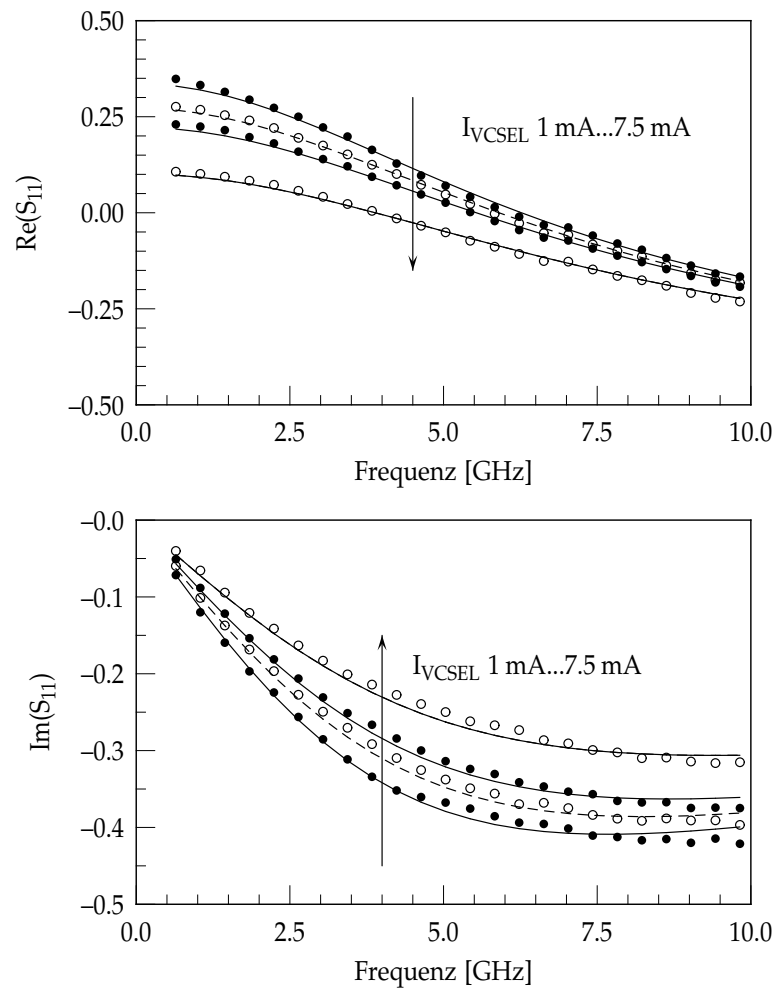 0.50
0.25
0.00
−0.25
−0.50
Re(S11)
I_VCSEL 1 mA...7.5 mA
0.0 2.5 5.0 7.5 10.0
Frequenz [GHz]
−0.0
−0.1
−0.2
−0.3
−0.4
−0.5
Im(S11)
I_VCSEL 1 mA...7.5 mA
0.0 2.5 5.0 7.5 10.0
Frequenz [GHz]